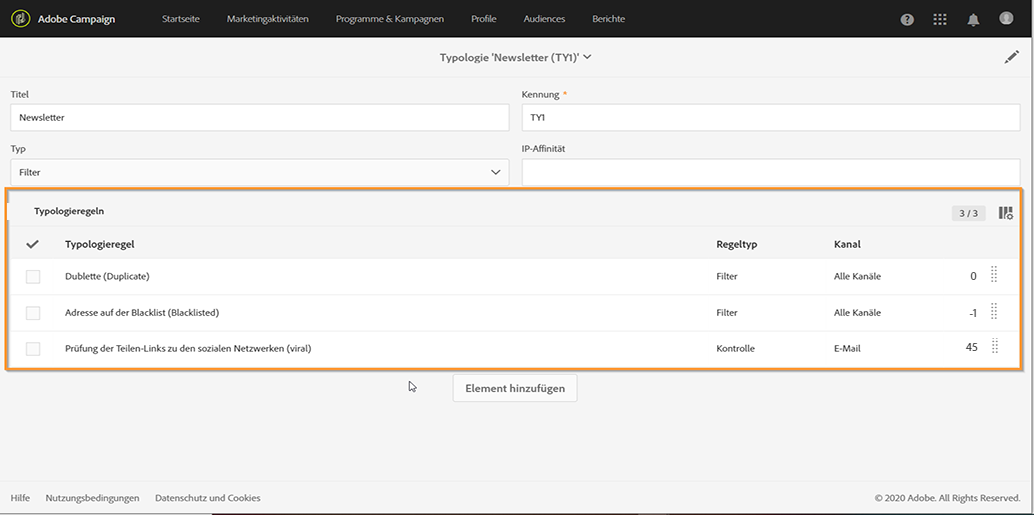 Adobe Campaign Startseite Marketingaktivitäten Programme & Kampagnen Profile Audiences Berichte
Typologie 'Newsletter (TY1)'
Titel Kennung *
Newsletter TY1
Typ IP-Affinität
Filter
Typologieregeln 3 / 3
Typologieregel Regeltyp Kanal
Dublette (Duplicate) Filter Alle Kanäle 0
Adresse auf der Blacklist (Blacklisted) Filter Alle Kanäle -1
Prüfung der Teilen-Links zu den sozialen Netzwerken (viral) Kontrolle E-Mail 45
Element hinzufügen
Hilfe Nutzungsbedingungen Datenschutz und Cookies © 2020 Adobe. All Rights Reserved.